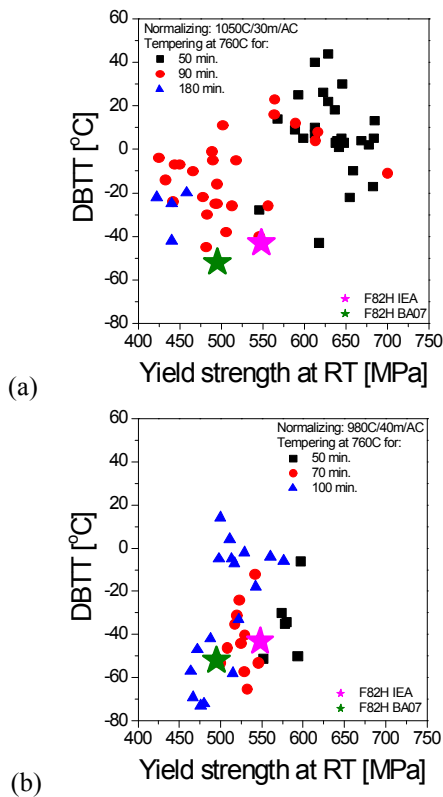 60
Normalizing: 1050C/30m/AC
Tempering at 760C for:
50 min.
90 min.
180 min.
40
20
0
-20
-40
-60
-80
DBTT [°C]
F82H IEA
F82H BA07
400 450 500 550 600 650 700 750
Yield strength at RT [MPa]
(a)
60
Normalizing: 980C/40m/AC
Tempering at 760C for:
50 min.
70 min.
100 min.
40
20
0
-20
-40
-60
-80
DBTT [°C]
F82H IEA
F82H BA07
400 450 500 550 600 650 700 750
Yield strength at RT [MPa]
(b)